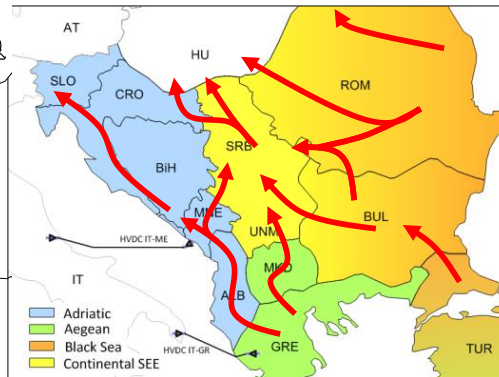 AT
HU
SLO
CRO
ROM
SRB
BiH
MNE
BUL
UNM
HVDC IT-ME
MKD
IT
ALB
Adriatic
Aegean
Black Sea
Continental SEE
HVDC IT-GR
GRE
TUR